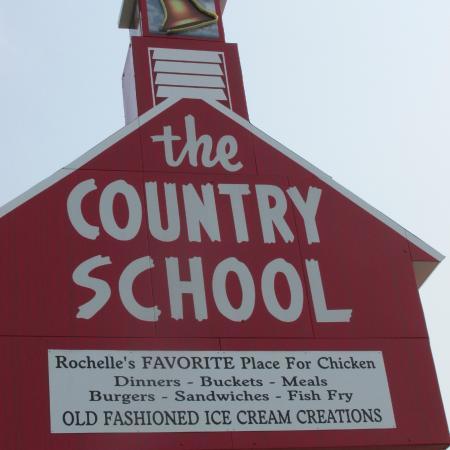 the
COUNTRY
SCHOOL
Rochelle's FAVORITE Place For Chicken
Dinners - Buckets - Meals
Burgers - Sandwiches - Fish Fry
OLD FASHIONED ICE CREAM CREATIONS